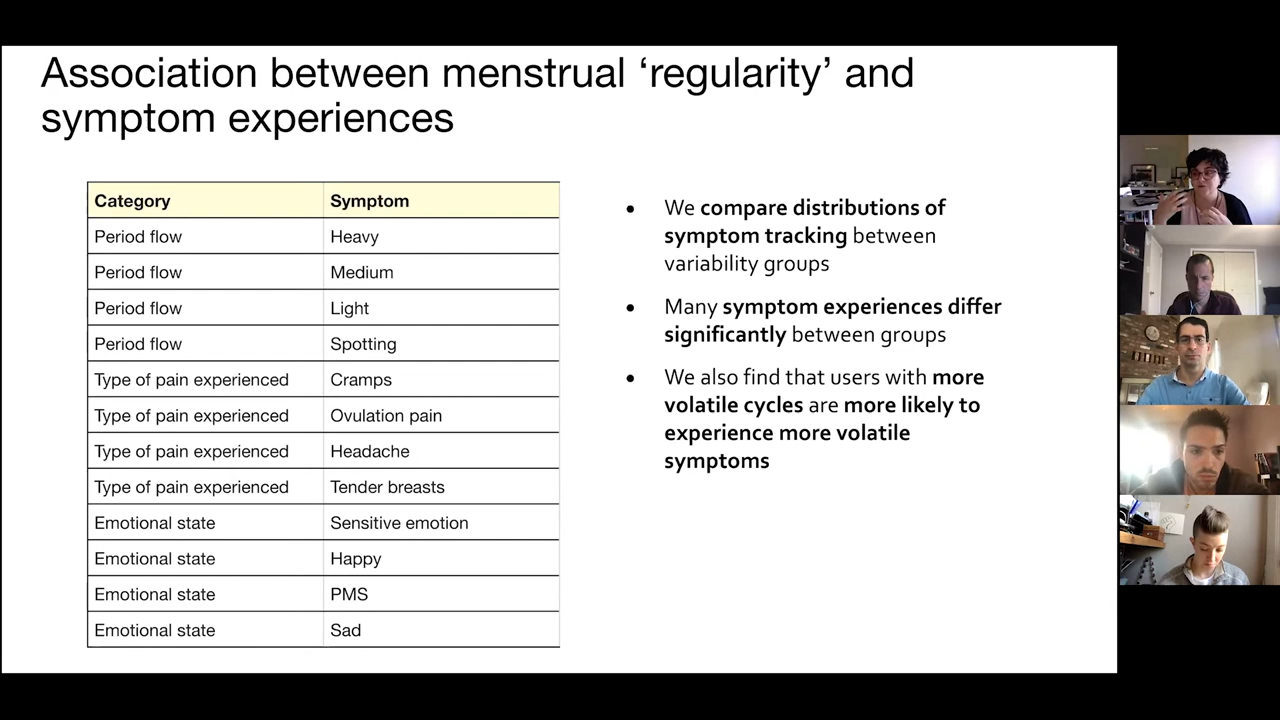 Association between menstrual ‘regularity’ and
symptom experiences
Category Symptom
Period flow Heavy
Period flow Medium
Period flow Light
Period flow Spotting
Type of pain experienced Cramps
Type of pain experienced Ovulation pain
Type of pain experienced Headache
Type of pain experienced Tender breasts
Emotional state Sensitive emotion
Emotional state Happy
Emotional state PMS
Emotional state Sad
• We compare distributions of
symptom tracking between
variability groups
• Many symptom experiences differ
significantly between groups
• We also find that users with more
volatile cycles are more likely to
experience more volatile
symptoms